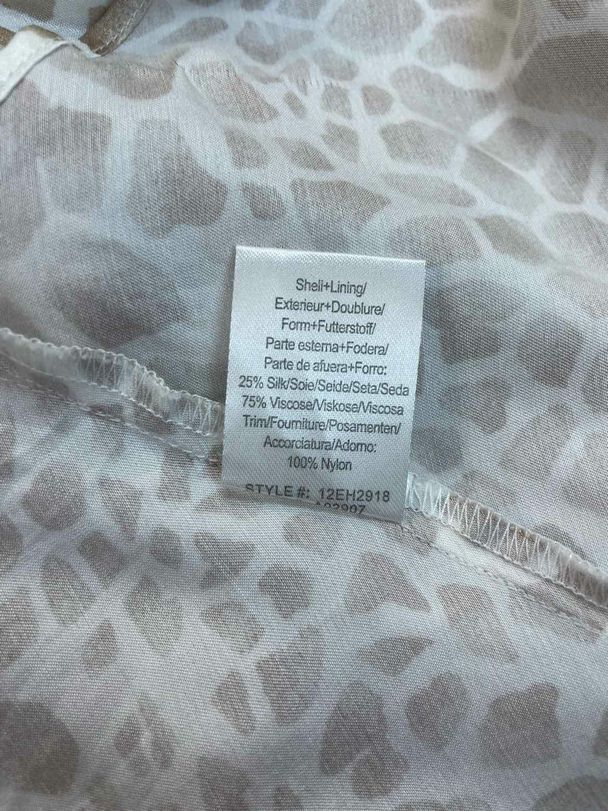 Shell+Lining/
Exterieur+Doublure/
Form+Futterstoff/
Parte esterna+Fodera/
Parte de afuera+Forro:
25% Silk/Soie/Seide/Seta/Seda
75% Viscose/Viskose/Viscosa
Trim/Fourniture/Posamenten/
Accorciatura/Adorno:
100% Nylon
STYLE #: 12EH2918